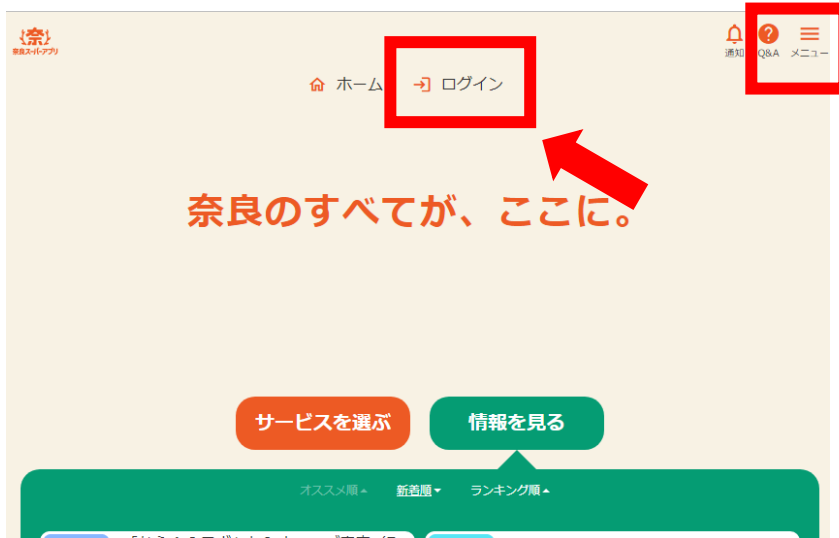 奈
奈良スーパーアプリ
通知
Q&A
メニュー
ホーム
ログイン
奈良のすべてが、ここに。
サービスを選ぶ
情報を見る
オススメ順▲
新着順▼
ランキング順▲